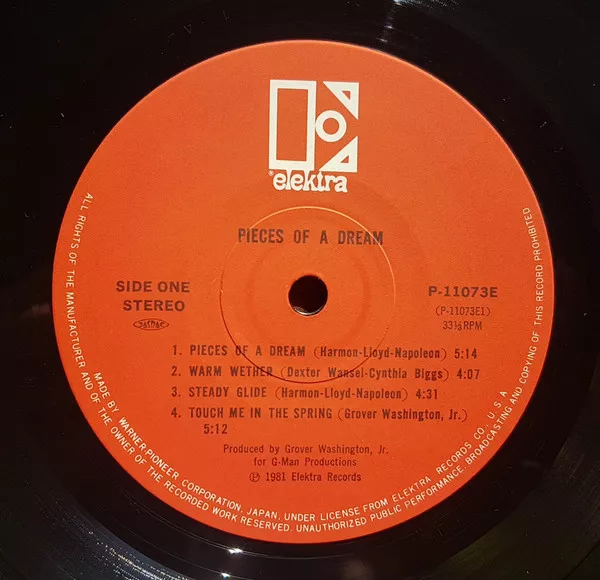 ®elektra
PIECES OF A DREAM
SIDE ONE
STEREO
P-11073E
(P-11073E1)
33⅓RPM
1. PIECES OF A DREAM (Harmon-Lloyd-Napoleon) 5:14
2. WARM WETHER (Dexter Wansel-Cynthia Biggs) 4:07
3. STEADY GLIDE (Harmon-Lloyd-Napoleon) 4:31
4. TOUCH ME IN THE SPRING (Grover Washington, Jr.)
5:12
Produced by Grover Washington, Jr.
for G-Man Productions
℗ 1981 Elektra Records
MADE BY WARNER-PIONEER CORPORATION, JAPAN, UNDER LICENSE FROM ELEKTRA RECORDS CO., U.S.A
ALL RIGHTS OF THE MANUFACTURER AND OF THE OWNER OF THE RECORDED WORK RESERVED. UNAUTHORIZED PUBLIC PERFORMANCE, BROADCASTING AND COPYING OF THIS RECORD PROHIBITED